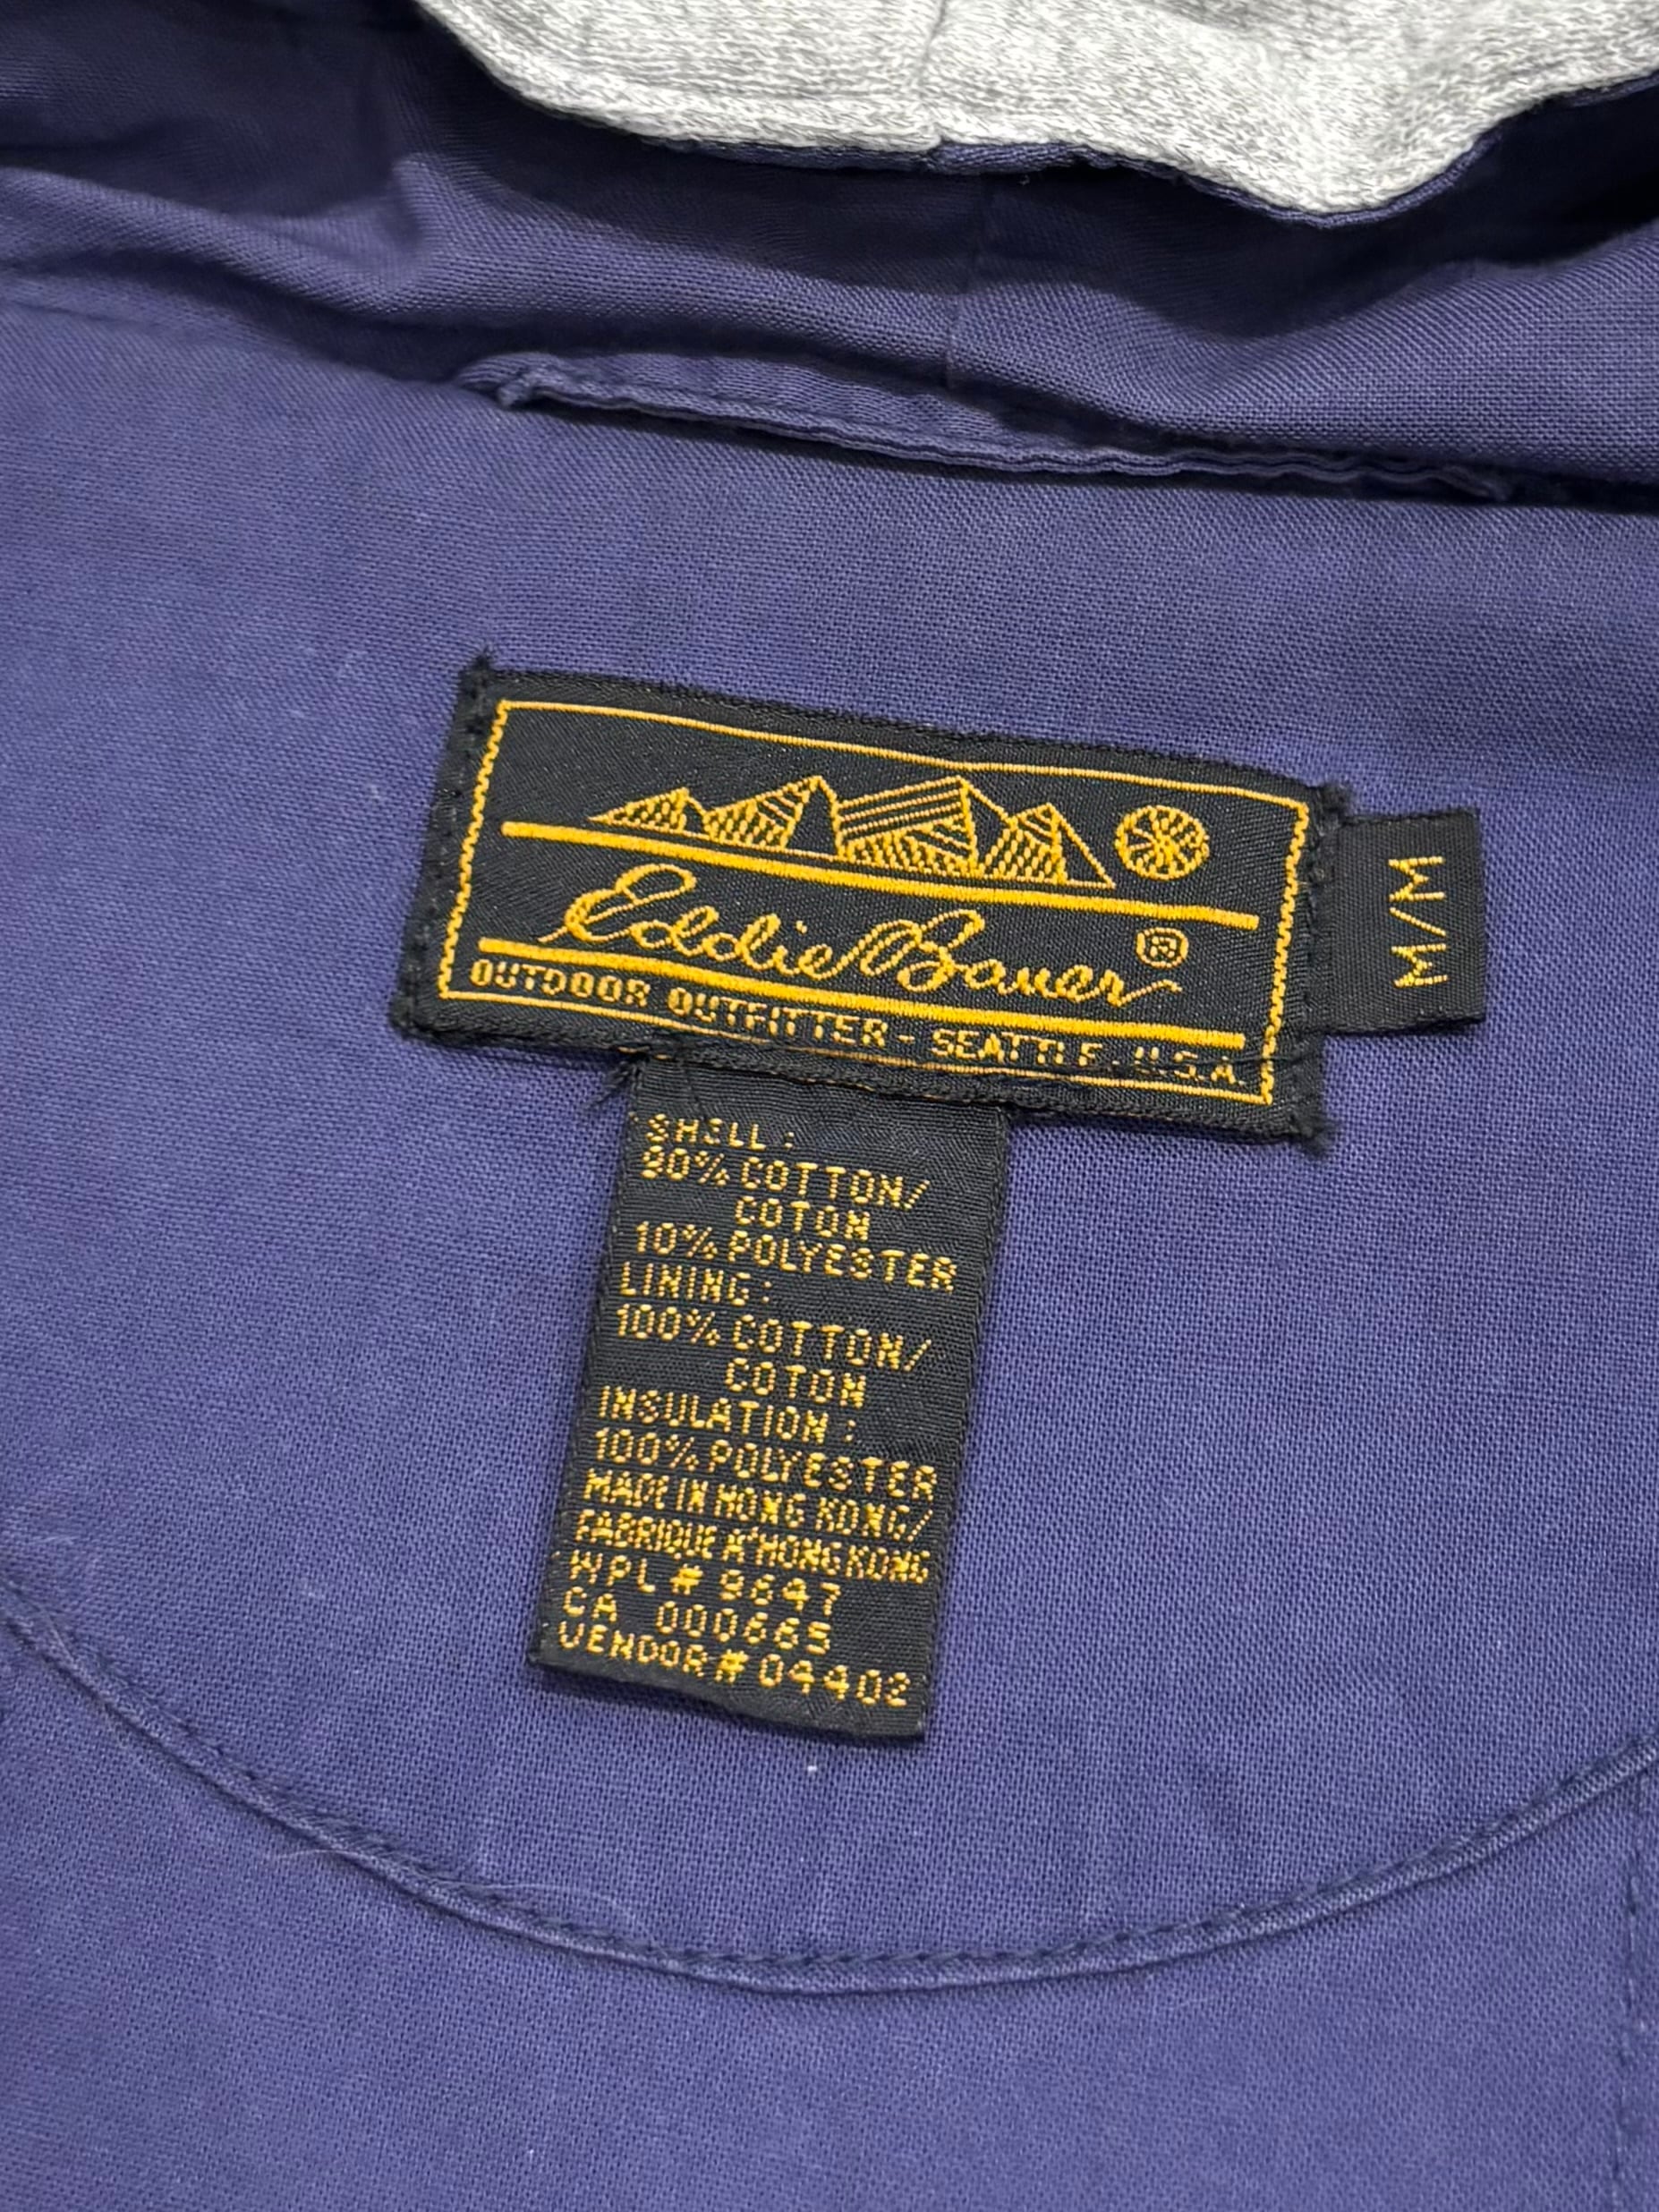 Eddie Bauer®
OUTDOOR OUTFITTER - SEATTLE, U.S.A.
M/M
SHELL:
90% COTTON/
COTON
10% POLYESTER
LINING:
100% COTTON/
COTON
INSULATION:
100% POLYESTER
MADE IN HONG KONG/
FABRIQUE A'HONG KONG
WPL # 9647
CA 000665
VENDOR # 04402